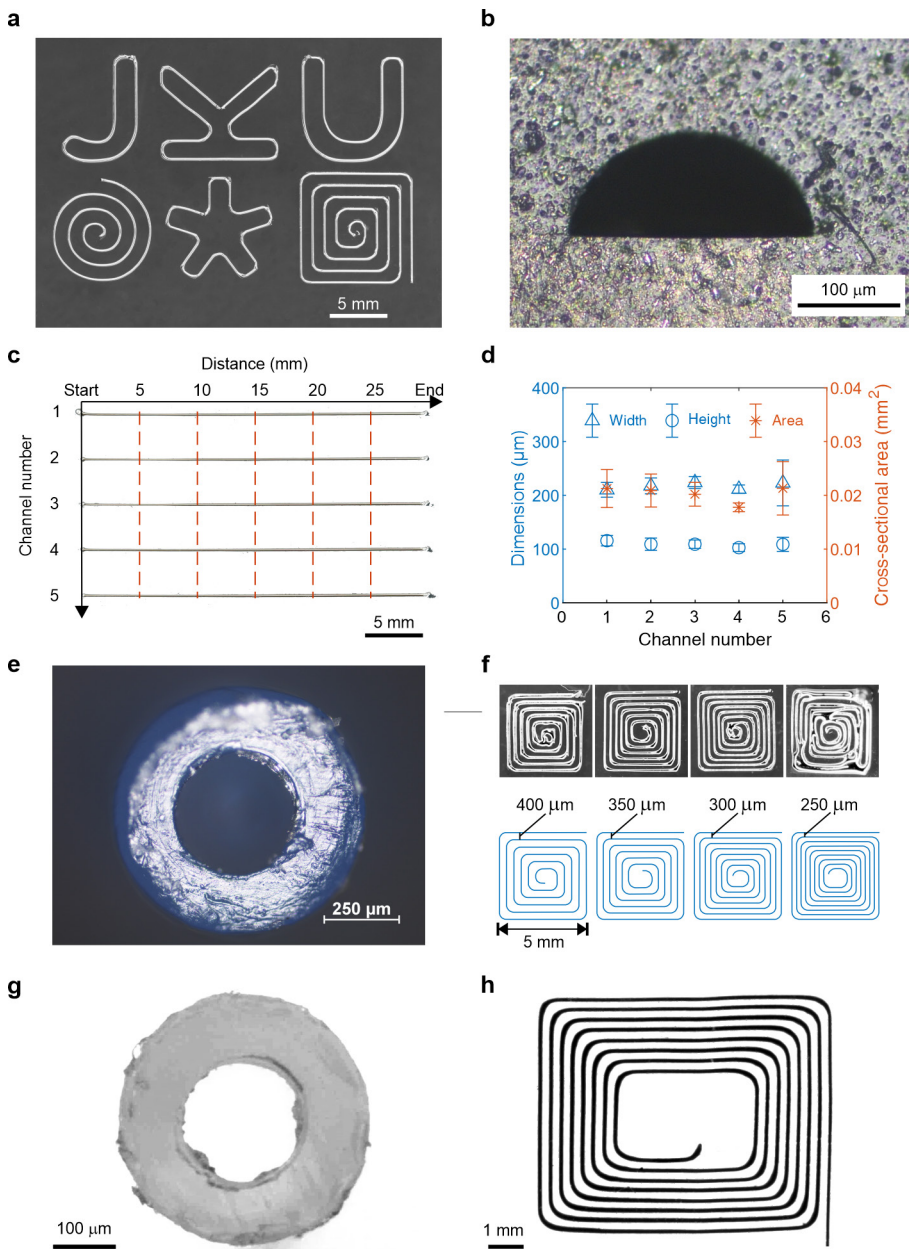 a
5 mm
b
100 µm
c
Distance (mm)
Start 5 10 15 20 25 End
Channel number
1
2
3
4
5
5 mm
d
Dimensions (µm)
400
300
200
100
0
Width Height Area
0.04
0.03
0.02
0.01
0
Cross-sectional area (mm²)
0 1 2 3 4 5 6
Channel number
e
250 µm
f
400 µm 350 µm 300 µm 250 µm
5 mm
g
100 µm
h
1 mm